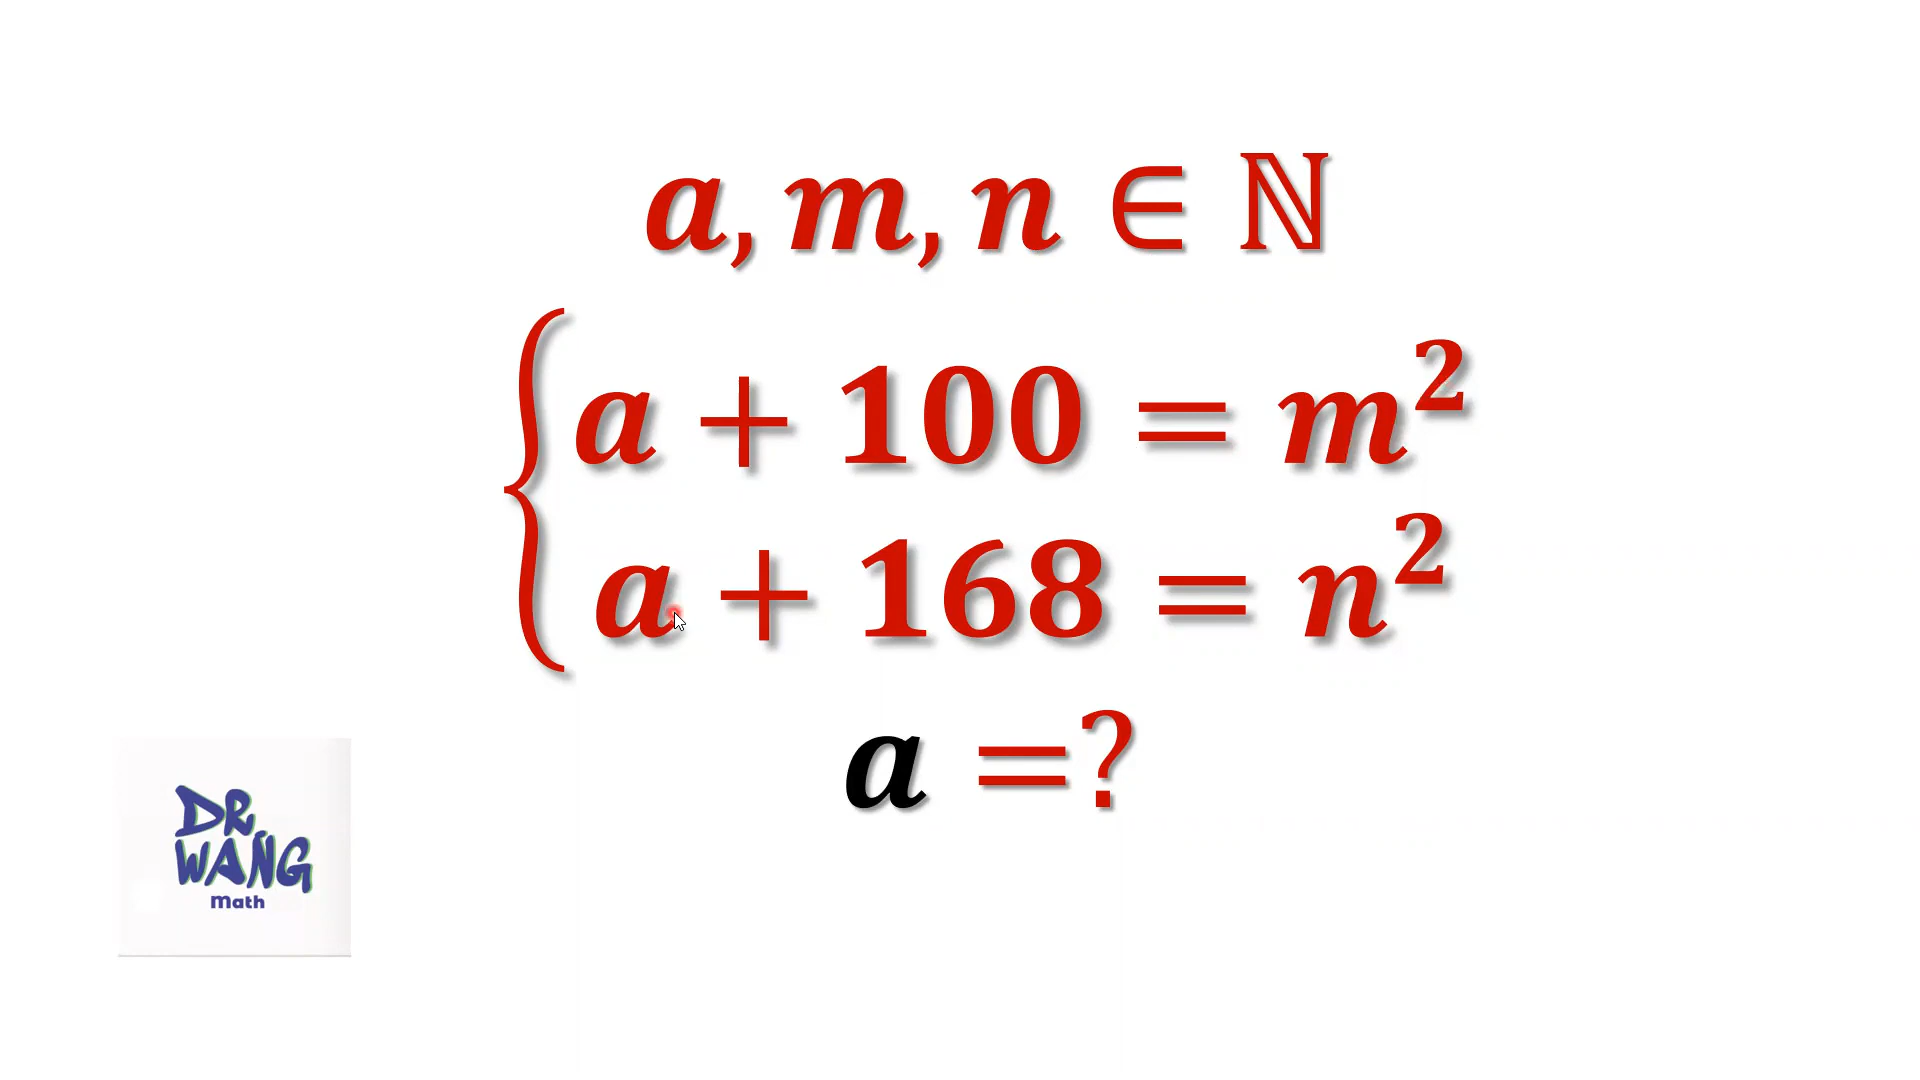 a, m, n ∈ ℕ
a + 100 = m²
a + 168 = n²
a =?
DR
WANG
math